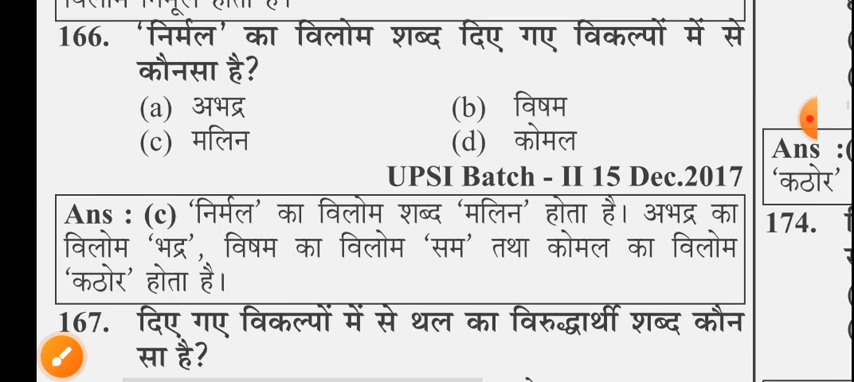 166. ‘निर्मल’ का विलोम शब्द दिए गए विकल्पों में से
कौनसा है?
(a) अभद्र (b) विषम
(c) मलिन (d) कोमल
UPSI Batch - II 15 Dec.2017
Ans : (c) ‘निर्मल’ का विलोम शब्द ‘मलिन’ होता है। अभद्र का
विलोम ‘भद्र’, विषम का विलोम ‘सम’ तथा कोमल का विलोम
‘कठोर’ होता है।
167. दिए गए विकल्पों में से थल का विरुद्धार्थी शब्द कौन
सा है?
Ans :
‘कठोर’
174.